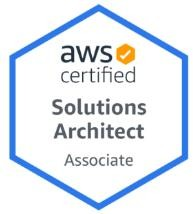 aws
certified
Solutions
Architect
Associate